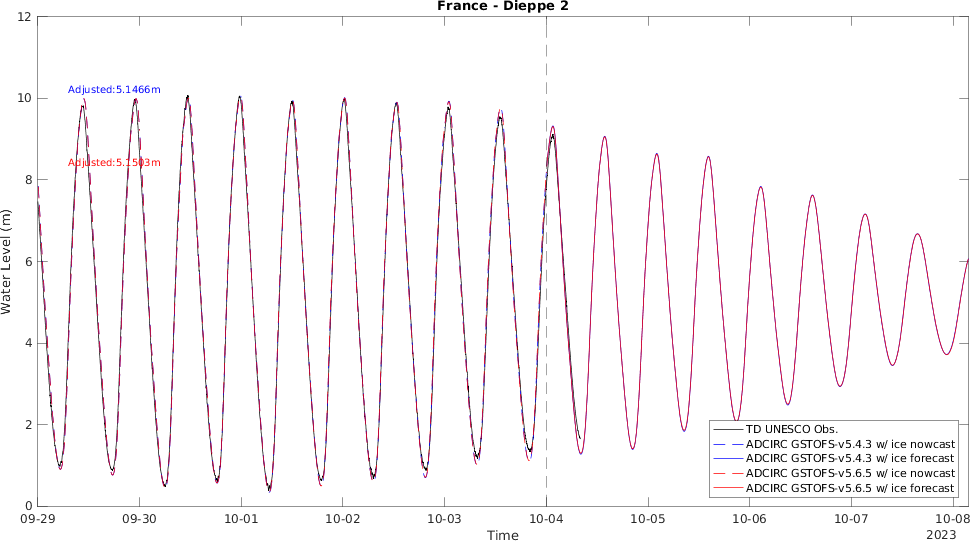 France - Dieppe 2
12
10
8
6
4
2
0
Water Level (m)
Adjusted:5.1466m
Adjusted:5.1503m
TD UNESCO Obs.
ADCIRC GSTOFS-v5.4.3 w/ ice nowcast
ADCIRC GSTOFS-v5.4.3 w/ ice forecast
ADCIRC GSTOFS-v5.6.5 w/ ice nowcast
ADCIRC GSTOFS-v5.6.5 w/ ice forecast
09-29 09-30 10-01 10-02 10-03 10-04 10-05 10-06 10-07 10-08
Time
2023